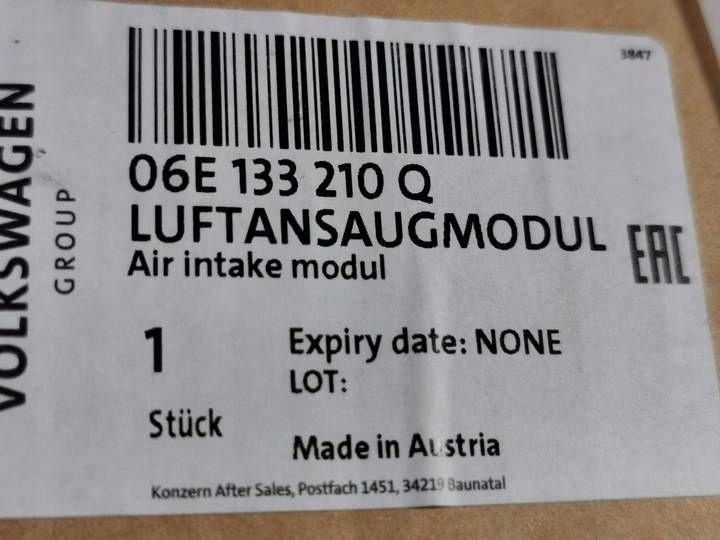 3847
VOLKSWAGEN
GROUP
06E 133 210 Q
LUFTANSAUGMODUL
Air intake modul
EAC
1
Stück
Expiry date: NONE
LOT:
Made in Austria
Konzern After Sales, Postfach 1451, 34219 Baunatal